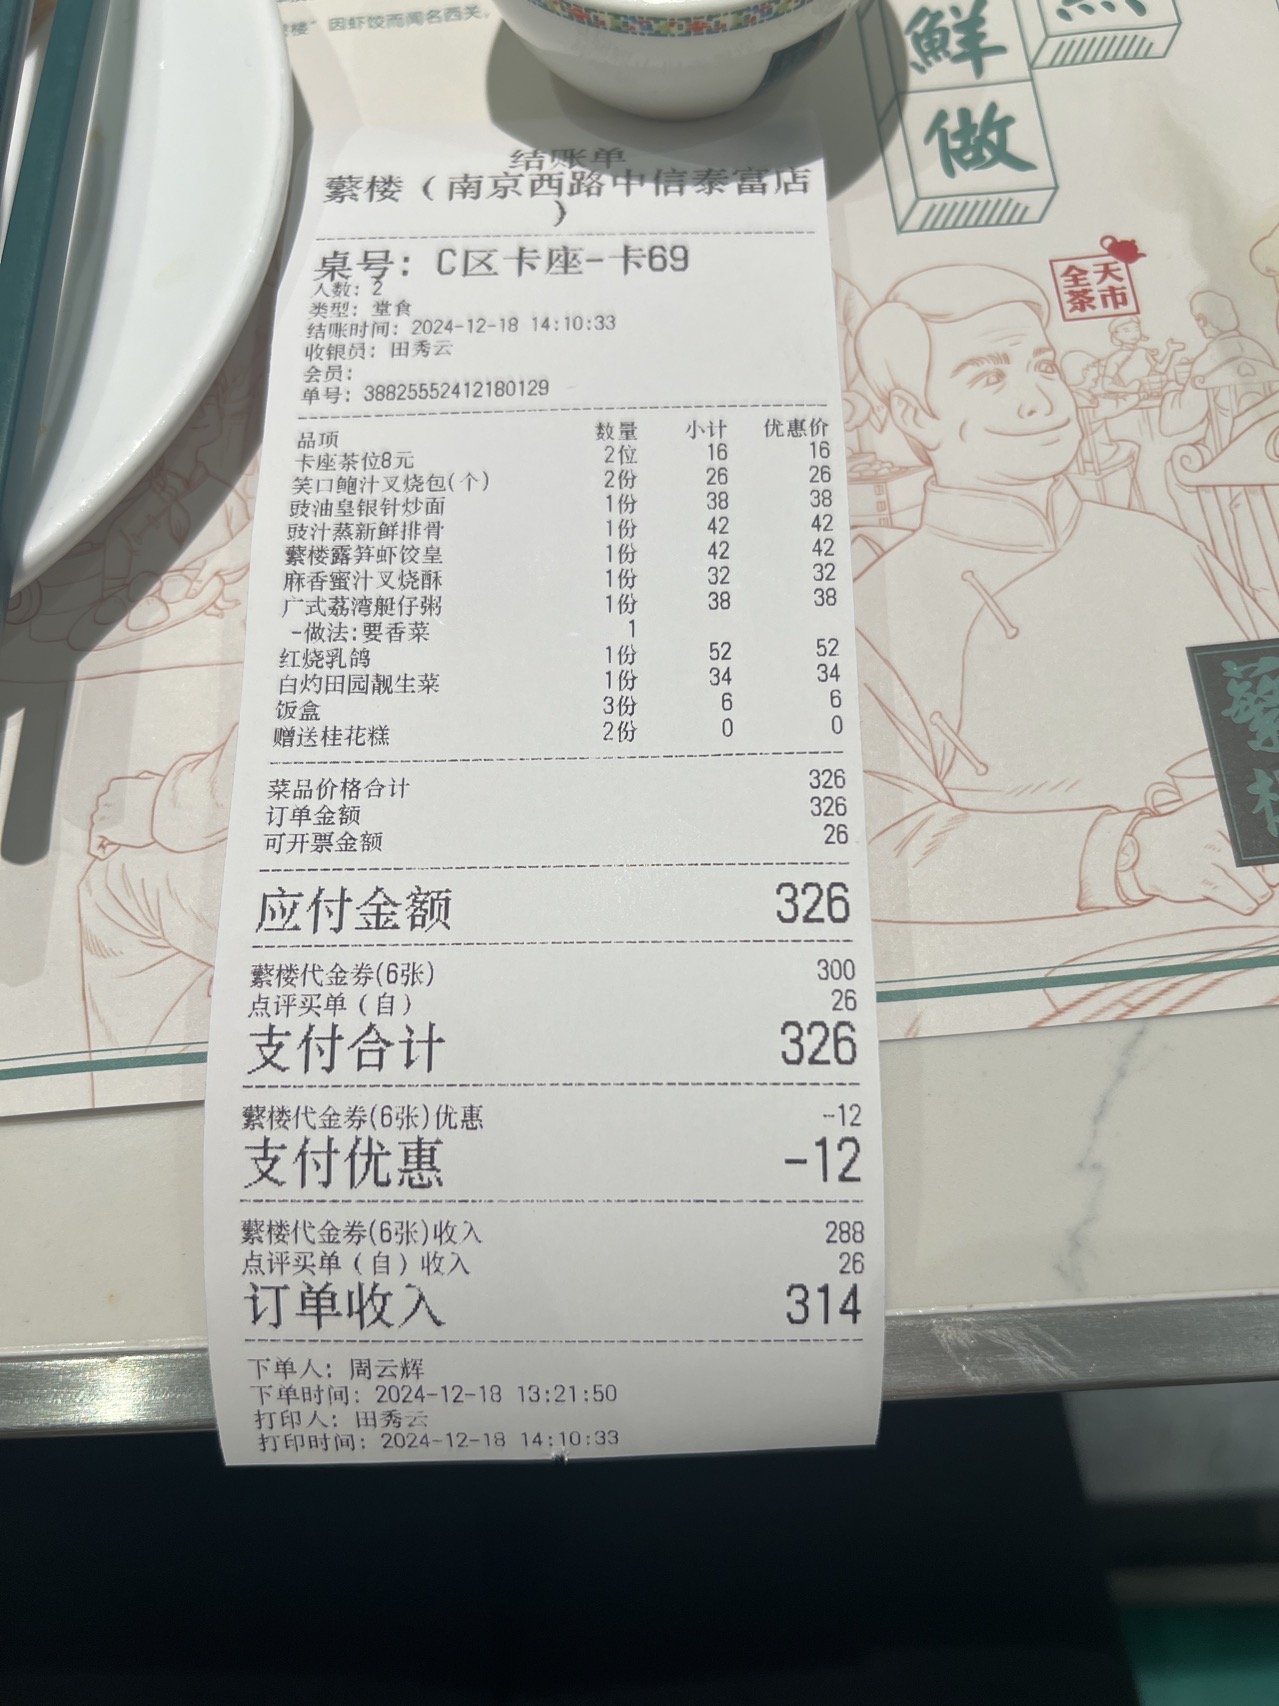 楼” 因虾饺而闻名西关，
鲜
做
结账单
蘩楼（南京西路中信泰富店
）
桌号：C区卡座-卡69
人数：2
类型：堂食
结账时间：2024-12-18 14:10:33
收银员：田秀云
会员：
单号：38825552412180129
品项 数量 小计 优惠价
卡座茶位8元 2位 16 16
笑口鲍汁叉烧包(个) 2份 26 26
豉油皇银针炒面 1份 38 38
豉汁蒸新鲜排骨 1份 42 42
蘩楼露笋虾饺皇 1份 42 42
麻香蜜汁叉烧酥 1份 32 32
广式荔湾艇仔粥 1份 38 38
-做法:要香菜 1
红烧乳鸽 1份 52 52
白灼田园靓生菜 1份 34 34
饭盒 3份 6 6
赠送桂花糕 2份 0 0
菜品价格合计 326
订单金额 326
可开票金额 26
应付金额 326
蘩楼代金券(6张) 300
点评买单（自） 26
支付合计 326
蘩楼代金券(6张)优惠 -12
支付优惠 -12
蘩楼代金券(6张)收入 288
点评买单（自）收入 26
订单收入 314
下单人：周云辉
下单时间：2024-12-18 13:21:50
打印人：田秀云
打印时间：2024-12-18 14:10:33
全天
茶市
蘩